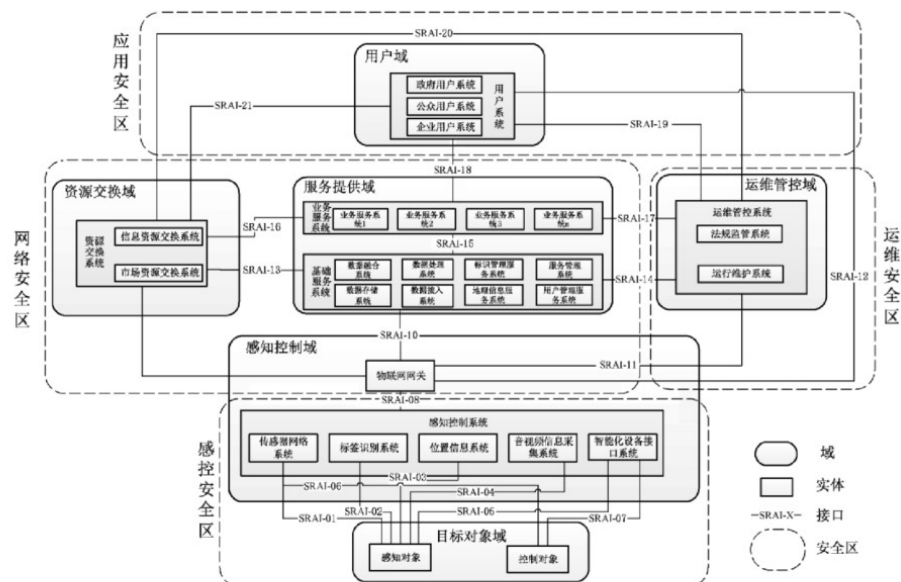 应用安全区
SRAI-20
用户域
政府用户系统
公众用户系统
企业用户系统
用户系统
SRAI-21
SRAI-19
SRAI-18
网络安全区
资源交换域
资源交换系统
信息资源交换系统
市场资源交换系统
SRAI-16
SRAI-13
服务提供域
业务服务系统
业务服务系统1
业务服务系统2
业务服务系统3
业务服务系统n
SRAI-15
基础服务系统
数据融合系统
数据处理系统
标识管理服务系统
服务管理系统
数据存储系统
数据接入系统
地理信息服务系统
用户管理服务系统
SRAI-17
SRAI-14
运维管控域
运维管控系统
法规监管系统
运行维护系统
SRAI-12
运维安全区
SRAI-10
感知控制域
物联网网关
SRAI-11
SRAI-08
感控安全区
感知控制系统
传感器网络系统
标签识别系统
位置信息系统
音视频信息采集系统
智能化设备接口系统
SRAI-03
SRAI-06
SRAI-04
SRAI-02
SRAI-06
SRAI-01
SRAI-07
目标对象域
感知对象
控制对象
域
实体
SRAI-X
接口
安全区